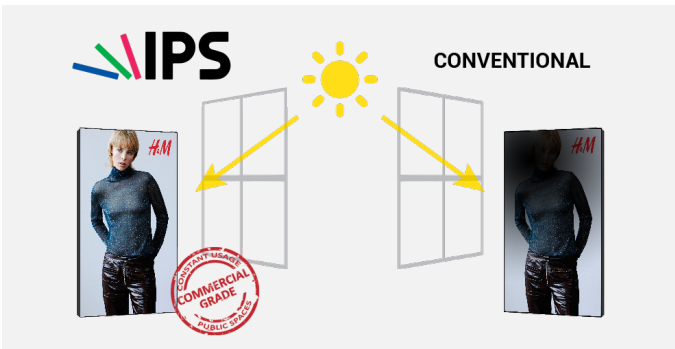 IPS
CONVENTIONAL
H&M
H&M
CONSTANT USAGE
COMMERCIAL
GRADE
PUBLIC SPACES